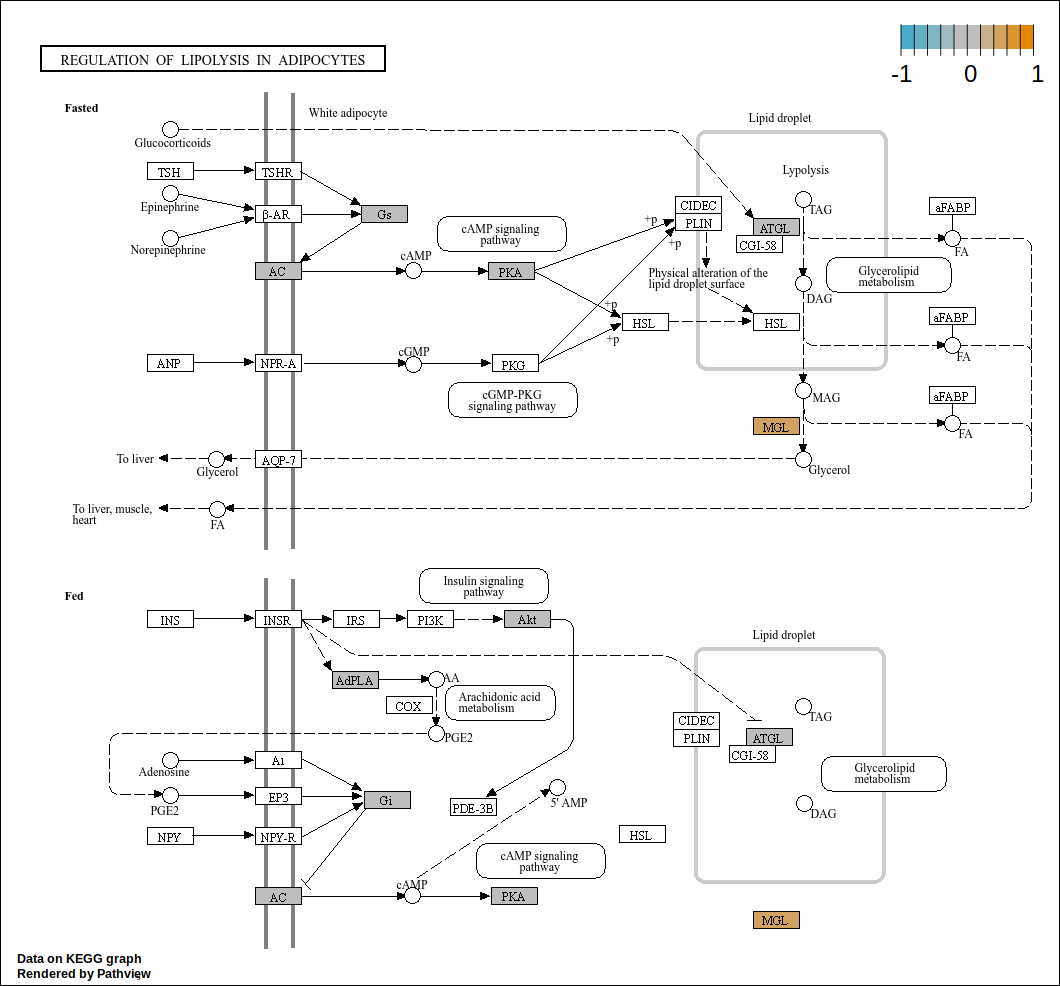 -1 0 1
REGULATION OF LIPOLYSIS IN ADIPOCYTES
Fasted
White adipocyte
Lipid droplet
Glucocorticoids
TSH
TSHR
Lypolysis
Epinephrine
β-AR
Gs
CIDEC
PLIN
TAG
aFABP
+p
cAMP signaling
pathway
ATGL
CGI-58
Norepinephrine
+p
FA
AC
cAMP
PKA
Physical alteration of the
lipid droplet surface
DAG
Glycerolipid
metabolism
+p
HSL
HSL
aFABP
+p
ANP
NPR-A
cGMP
PKG
FA
cGMP-PKG
signaling pathway
MAG
aFABP
MGL
FA
To liver
Glycerol
AQP-7
Glycerol
To liver, muscle,
heart
FA
Fed
Insulin signaling
pathway
INS
INSR
IRS
PI3K
Akt
Lipid droplet
AdPLA
AA
COX
Arachidonic acid
metabolism
PGE2
CIDEC
PLIN
TAG
ATGL
CGI-58
Adenosine
A1
Glycerolipid
metabolism
PGE2
EP3
Gi
PDE-3B
5' AMP
DAG
NPY
NPY-R
HSL
cAMP signaling
pathway
AC
cAMP
PKA
MGL
Data on KEGG graph
Rendered by Pathview